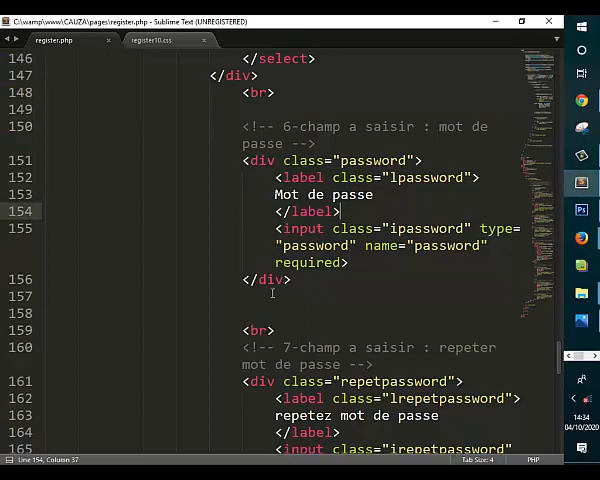 C:\wamp\www\CAUZA\pages\register.php - Sublime Text (UNREGISTERED)
register.php
register10.css
146 </select>
147 </div>
148 <br>
149
150 <!-- 6-champ a saisir : mot de
passe -->
151 <div class="password">
152 <label class="lpassword">
153 Mot de passe
154 </label>
155 <input class="ipassword" type=
"password" name="password"
required>
156 </div>
157
158
159 <br>
160 <!-- 7-champ a saisir : repeter
mot de passe -->
161 <div class="repetpassword">
162 <label class="lrepetpassword">
163 repetez mot de passe
164 </label>
165 <input class="irepetpassword"
Line 154, Column 37
Tab Size: 4
PHP
14:34
04/10/2020